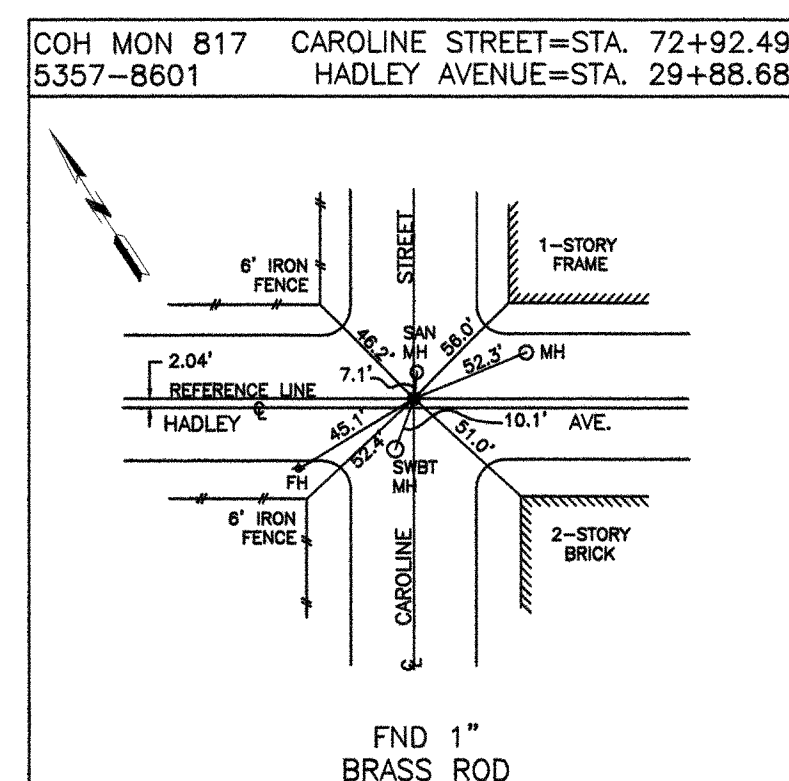 COH MON 817 CAROLINE STREET=STA. 72+92.49
5357-8601 HADLEY AVENUE=STA. 29+88.68
STREET
1-STORY
FRAME
6' IRON
FENCE
46.2'
SAN
MH
56.0'
52.3'
MH
2.04'
7.1'
REFERENCE LINE
HADLEY ℄
10.1' AVE.
45.1'
52.4'
51.0'
FH
SWBT
MH
6' IRON
FENCE
2-STORY
BRICK
CAROLINE
℄
FND 1"
BRASS ROD